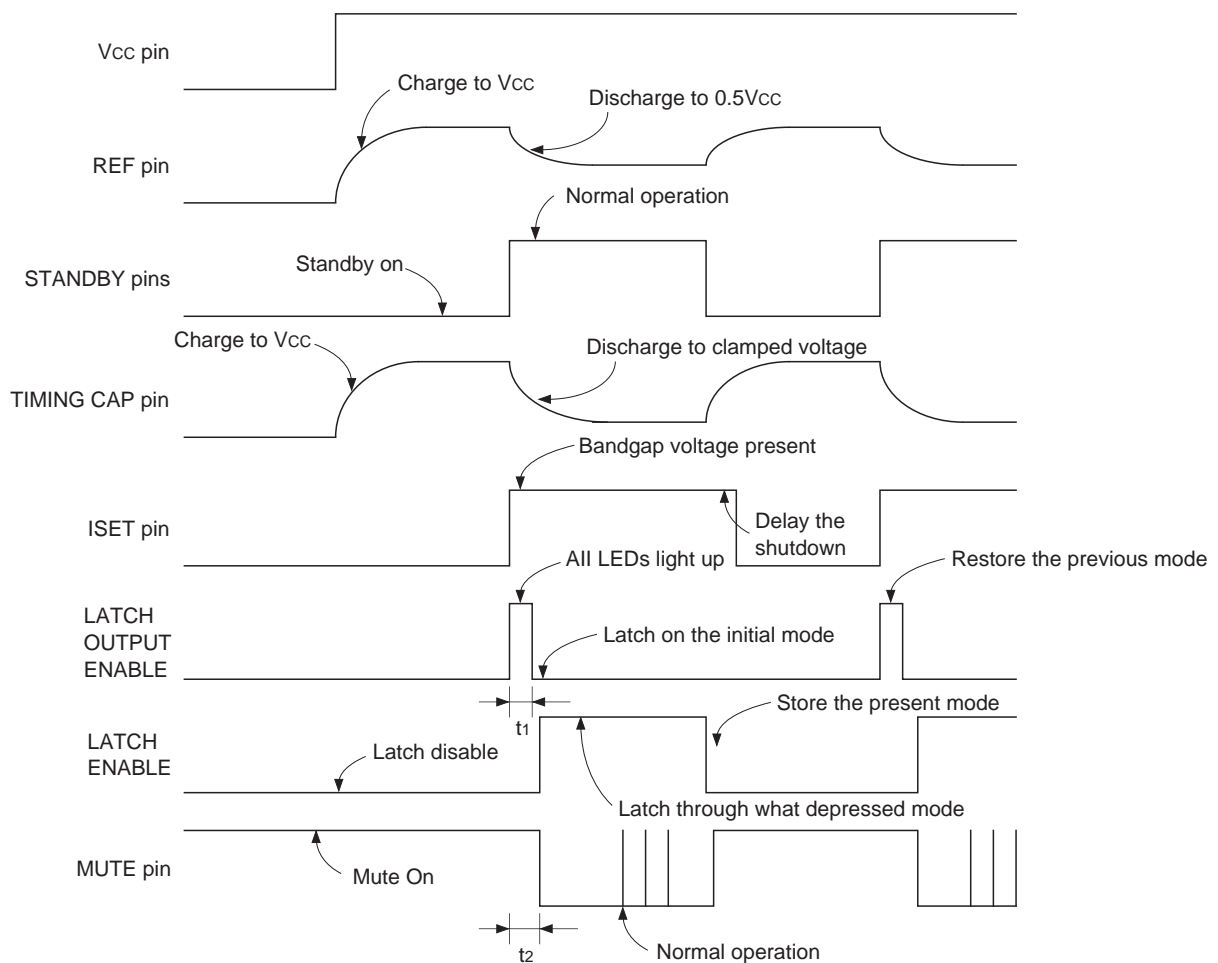 VCC pin
Charge to VCC
Discharge to 0.5VCC
REF pin
Normal operation
Standby on
STANDBY pins
Charge to VCC
Discharge to clamped voltage
TIMING CAP pin
Bandgap voltage present
ISET pin
Delay the
shutdown
All LEDs light up
Restore the previous mode
LATCH
OUTPUT
ENABLE
Latch on the initial mode
t1
Store the present mode
LATCH
ENABLE
Latch disable
Latch through what depressed mode
MUTE pin
Mute On
t2
Normal operation